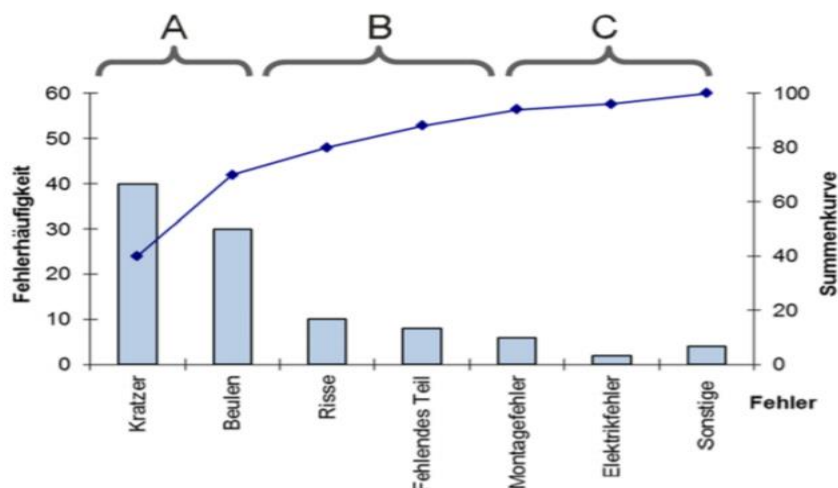 A B C
60 100
50
40 80
30 60
20 40
10 20
0 0
Fehlerhäufigkeit
Summenkurve
Kratzer
Beulen
Risse
Fehlendes Teil
Montagefehler
Elektrikfehler
Sonstige
Fehler